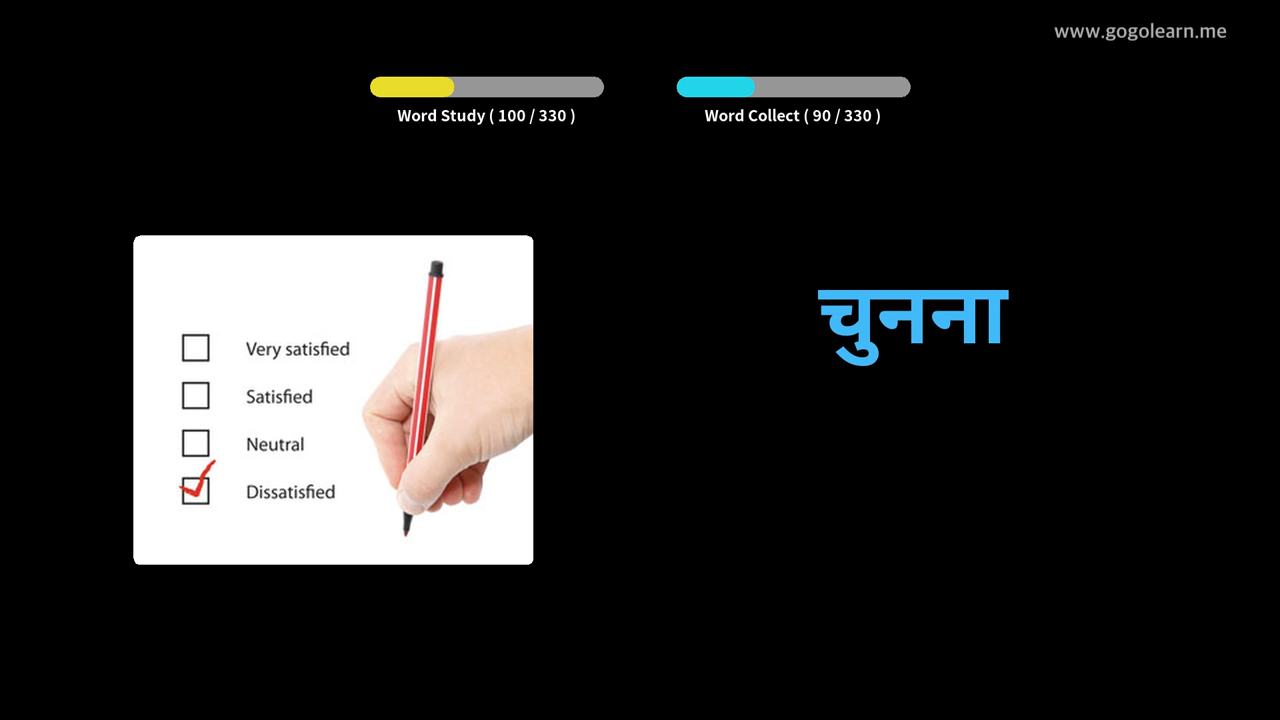 www.gogolearn.me
Word Study ( 100 / 330 )
Word Collect ( 90 / 330 )
Very satisfied
Satisfied
Neutral
Dissatisfied
चुनना